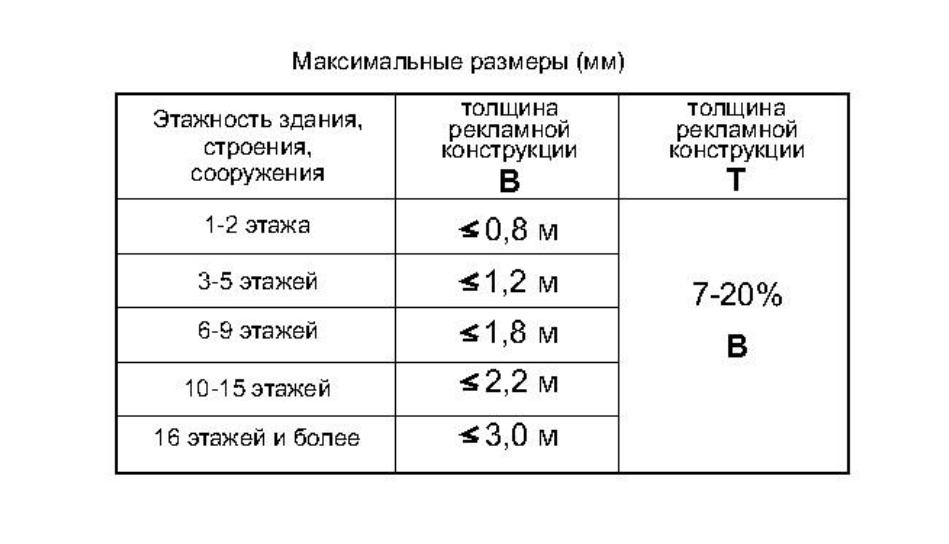 Максимальные размеры (мм)
Этажность здания,
строения,
сооружения
толщина
рекламной
конструкции
В
толщина
рекламной
конструкции
Т
1-2 этажа
≤0,8 м
3-5 этажей
≤1,2 м
6-9 этажей
≤1,8 м
10-15 этажей
≤2,2 м
16 этажей и более
≤3,0 м
7-20%
В